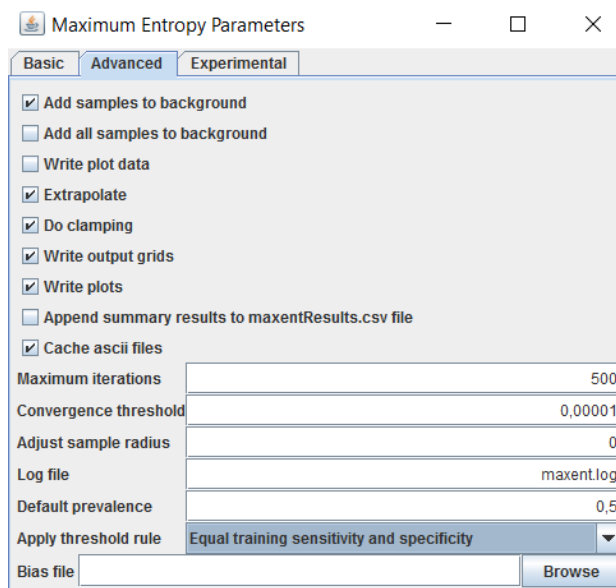 Maximum Entropy Parameters
Basic Advanced Experimental
Add samples to background
Add all samples to background
Write plot data
Extrapolate
Do clamping
Write output grids
Write plots
Append summary results to maxentResults.csv file
Cache ascii files
Maximum iterations 500
Convergence threshold 0,00001
Adjust sample radius 0
Log file maxent.log
Default prevalence 0,5
Apply threshold rule Equal training sensitivity and specificity
Bias file Browse